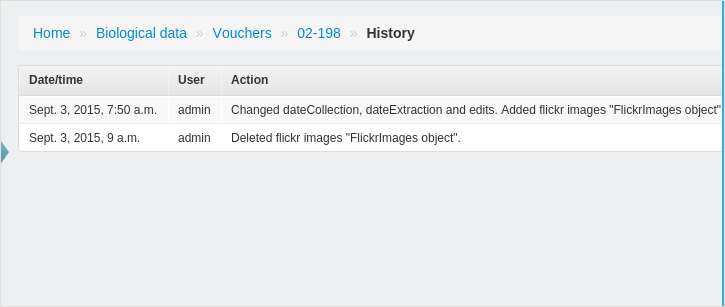 Home » Biological data » Vouchers » 02-198 » History
Date/time User Action
Sept. 3, 2015, 7:50 a.m. admin Changed dateCollection, dateExtraction and edits. Added flickr images "FlickrImages object"
Sept. 3, 2015, 9 a.m. admin Deleted flickr images "FlickrImages object".